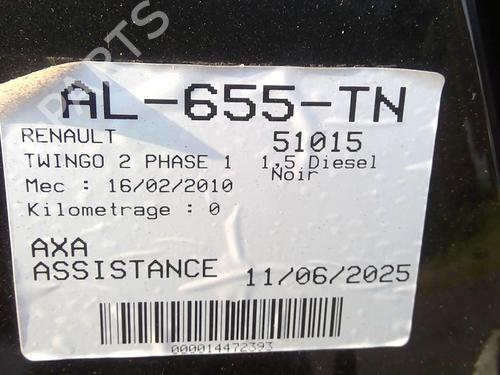 PARTS
AL-655-TN
RENAULT 51015
TWINGO 2 PHASE 1 1,5 Diesel
Mec : 16/02/2010 Noir
Kilometrage : 0
AXA
ASSISTANCE 11/06/2025
000014472393